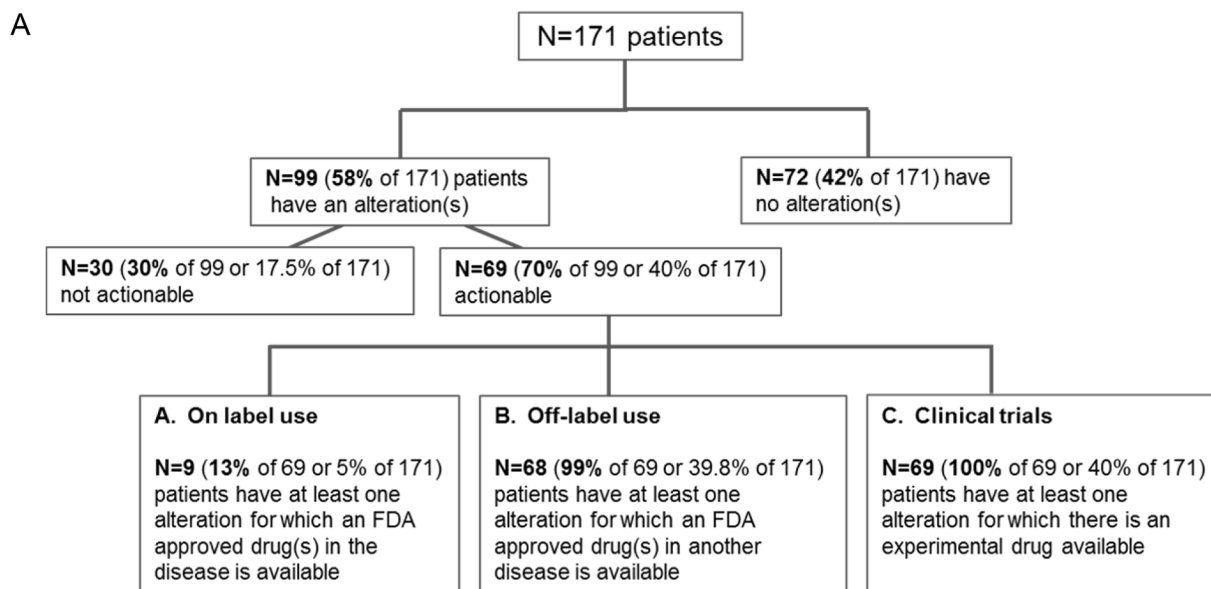 A
N=171 patients
N=99 (58% of 171) patients
have an alteration(s)
N=72 (42% of 171) have
no alteration(s)
N=30 (30% of 99 or 17.5% of 171)
not actionable
N=69 (70% of 99 or 40% of 171)
actionable
A. On label use
N=9 (13% of 69 or 5% of 171)
patients have at least one
alteration for which an FDA
approved drug(s) in the
disease is available
B. Off-label use
N=68 (99% of 69 or 39.8% of 171)
patients have at least one
alteration for which an FDA
approved drug(s) in another
disease is available
C. Clinical trials
N=69 (100% of 69 or 40% of 171)
patients have at least one
alteration for which there is an
experimental drug available